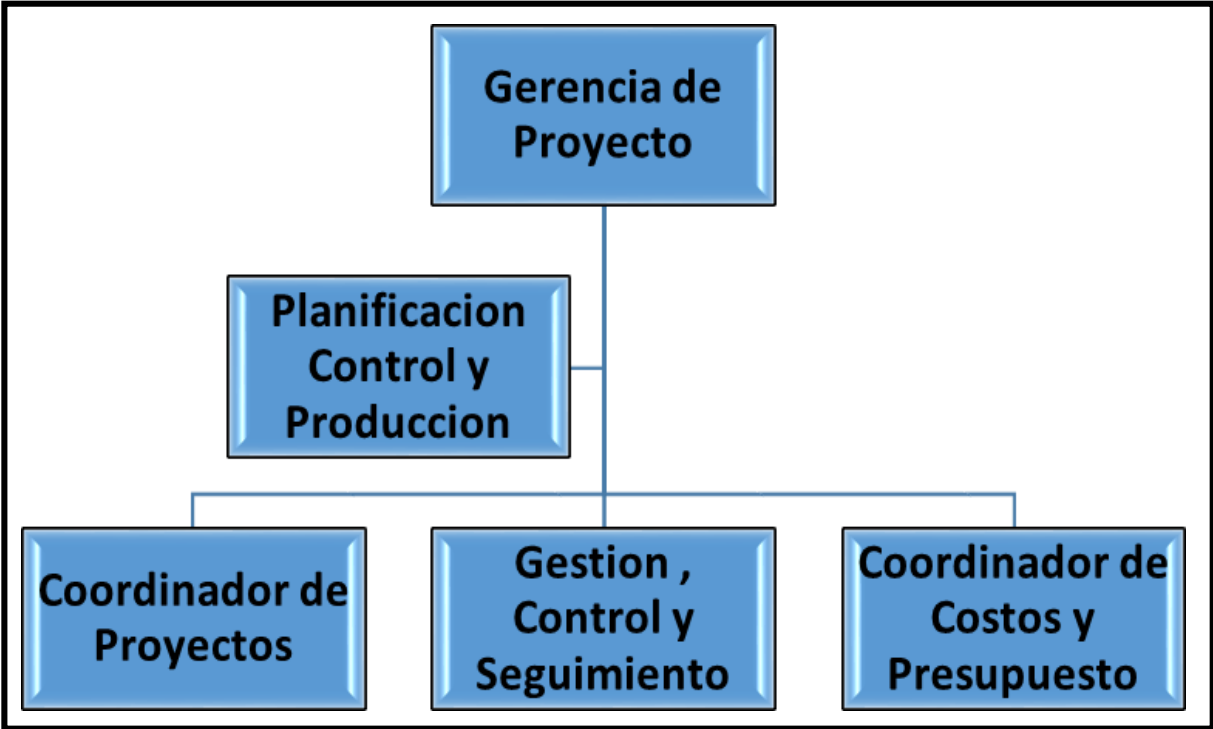 Gerencia de
Proyecto
Planificacion
Control y
Produccion
Coordinador de
Proyectos
Gestion ,
Control y
Seguimiento
Coordinador de
Costos y
Presupuesto